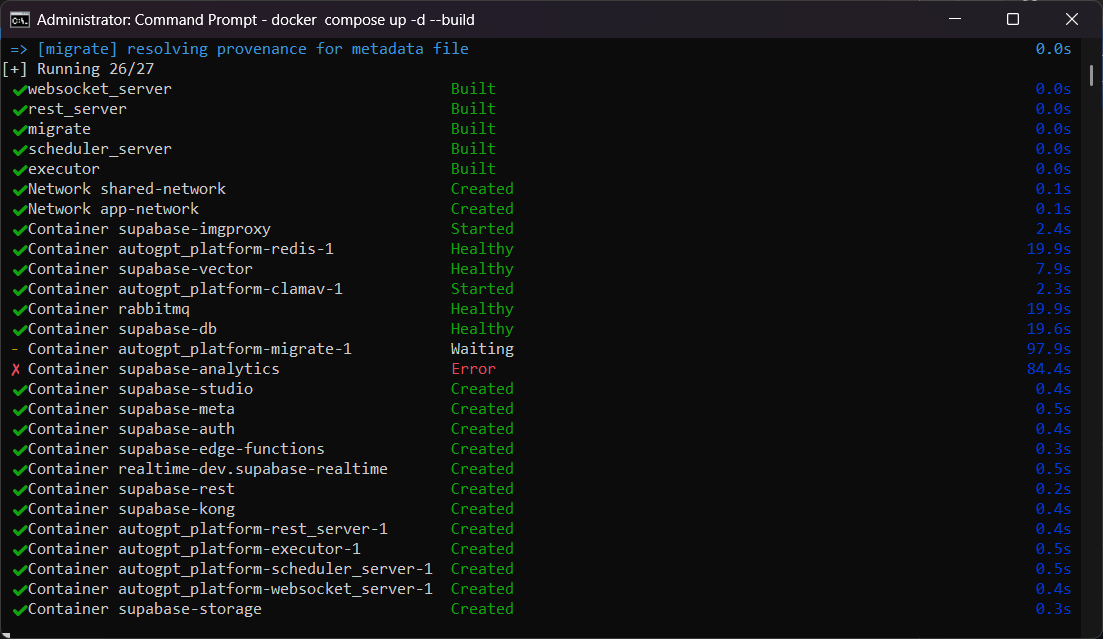 Administrator: Command Prompt - docker  compose up -d --build
=> [migrate] resolving provenance for metadata file 0.0s
[+] Running 26/27
✔websocket_server Built 0.0s
✔rest_server Built 0.0s
✔migrate Built 0.0s
✔scheduler_server Built 0.0s
✔executor Built 0.0s
✔Network shared-network Created 0.1s
✔Network app-network Created 0.1s
✔Container supabase-imgproxy Started 2.4s
✔Container autogpt_platform-redis-1 Healthy 19.9s
✔Container supabase-vector Healthy 7.9s
✔Container autogpt_platform-clamav-1 Started 2.3s
✔Container rabbitmq Healthy 19.9s
✔Container supabase-db Healthy 19.6s
- Container autogpt_platform-migrate-1 Waiting 97.9s
✘ Container supabase-analytics Error 84.4s
✔Container supabase-studio Created 0.4s
✔Container supabase-meta Created 0.5s
✔Container supabase-auth Created 0.4s
✔Container supabase-edge-functions Created 0.3s
✔Container realtime-dev.supabase-realtime Created 0.5s
✔Container supabase-rest Created 0.2s
✔Container supabase-kong Created 0.4s
✔Container autogpt_platform-rest_server-1 Created 0.4s
✔Container autogpt_platform-executor-1 Created 0.5s
✔Container autogpt_platform-scheduler_server-1 Created 0.5s
✔Container autogpt_platform-websocket_server-1 Created 0.4s
✔Container supabase-storage Created 0.3s